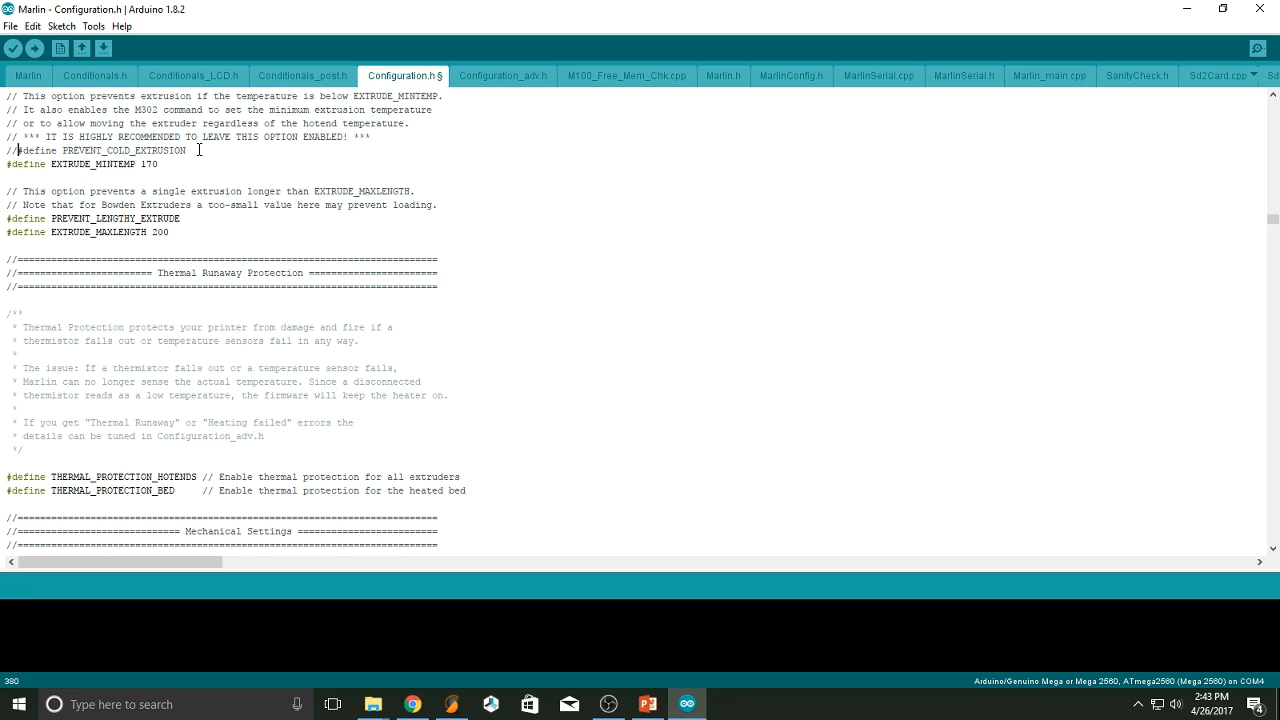 Marlin - Configuration.h | Arduino 1.8.2
File Edit Sketch Tools Help
Marlin Conditionals.h Conditionals_LCD.h Conditionals_post.h Configuration.h § Configuration_adv.h M100_Free_Mem_Chk.cpp Marlin.h MarlinConfig.h MarlinSerial.cpp MarlinSerial.h Marlin_main.cpp SanityCheck.h Sd2Card.cpp Sd
// This option prevents extrusion if the temperature is below EXTRUDE_MINTEMP.
// It also enables the M302 command to set the minimum extrusion temperature
// or to allow moving the extruder regardless of the hotend temperature.
// *** IT IS HIGHLY RECOMMENDED TO LEAVE THIS OPTION ENABLED! ***
//#define PREVENT_COLD_EXTRUSION
#define EXTRUDE_MINTEMP 170
// This option prevents a single extrusion longer than EXTRUDE_MAXLENGTH.
// Note that for Bowden Extruders a too-small value here may prevent loading.
#define PREVENT_LENGTHY_EXTRUDE
#define EXTRUDE_MAXLENGTH 200
//===========================================================================
//======================== Thermal Runaway Protection =======================
//===========================================================================
/**
* Thermal Protection protects your printer from damage and fire if a
* thermistor falls out or temperature sensors fail in any way.
*
* The issue: If a thermistor falls out or a temperature sensor fails,
* Marlin can no longer sense the actual temperature. Since a disconnected
* thermistor reads as a low temperature, the firmware will keep the heater on.
*
* If you get "Thermal Runaway" or "Heating failed" errors the
* details can be tuned in Configuration_adv.h
*/
#define THERMAL_PROTECTION_HOTENDS // Enable thermal protection for all extruders
#define THERMAL_PROTECTION_BED     // Enable thermal protection for the heated bed
//===========================================================================
//============================= Mechanical Settings =========================
//===========================================================================
380
Arduino/Genuino Mega or Mega 2560, ATmega2560 (Mega 2560) on COM4
Type here to search
2:43 PM
4/26/2017
4